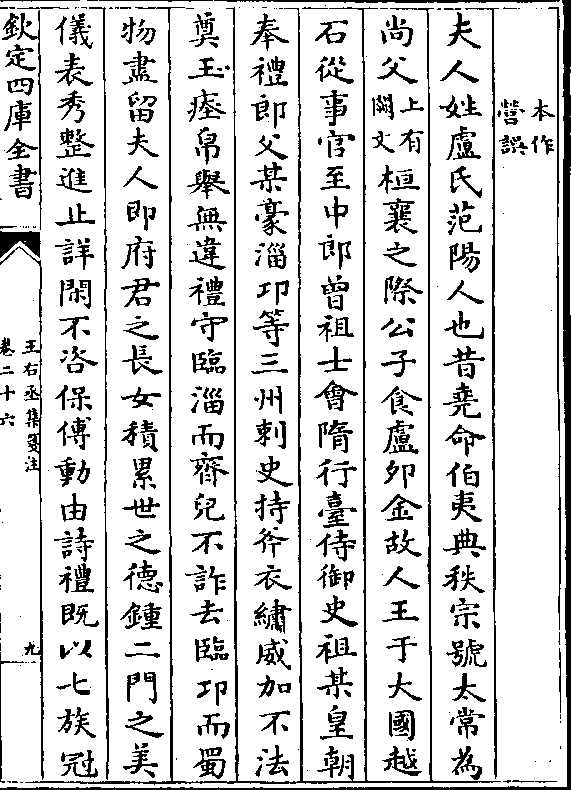 本作
營誤
夫人姓盧氏范陽人也昔堯命伯夷典秩宗號太常為
尚父上有闕文桓襄之際公子食盧卯金故人王于大國越
石從事官至中郎曾祖士會隋行臺侍御史祖某皇朝
奉禮郎父某豪淄邛等三州刺史持斧衣繡威加不法
奠玉瘞帛舉無違禮守臨淄而齊兒不詐去臨邛而蜀
物盡留夫人即府君之長女積累世之德鍾二門之美
儀表秀整進止詳閑不咨保傅動由詩禮既以七族冠
欽定四庫全書
王右丞集箋注
卷二十六
九